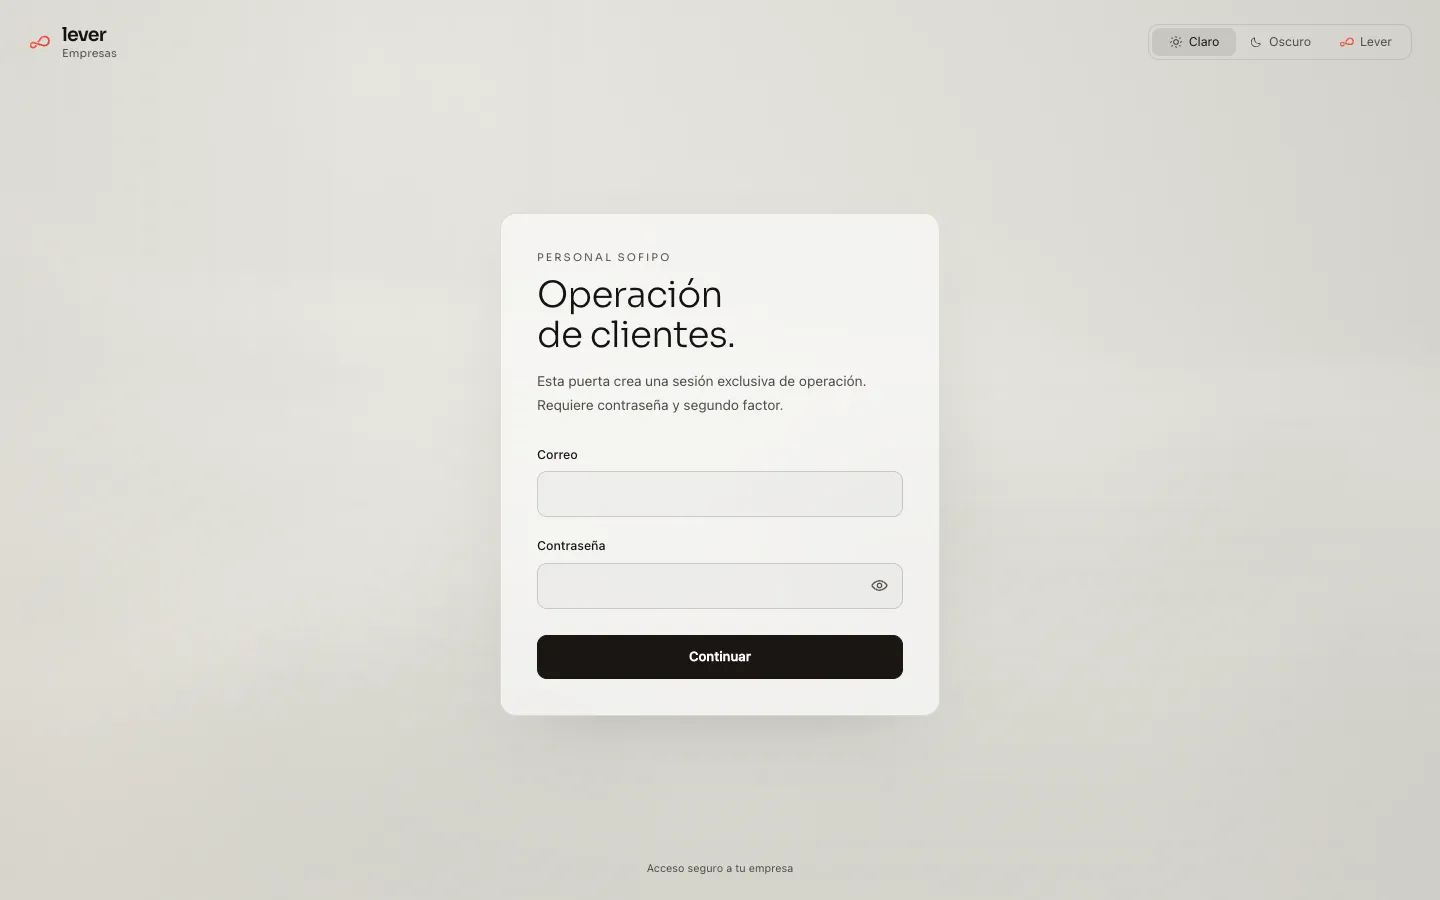 lever
Empresas
Claro
Oscuro
Lever
PERSONAL SOFIPO
Operación
de clientes.
Esta puerta crea una sesión exclusiva de operación.
Requiere contraseña y segundo factor.
Correo
Contraseña
Continuar
Acceso seguro a tu empresa